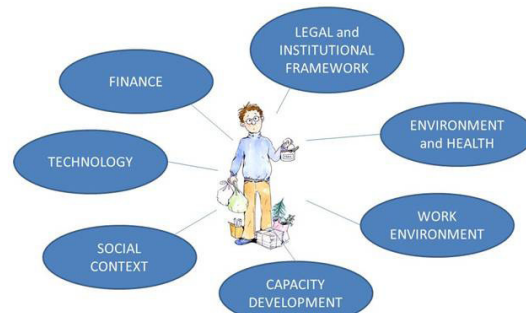 LEGAL and
INSTITUTIONAL
FRAMEWORK
FINANCE
ENVIRONMENT
and HEALTH
TECHNOLOGY
WORK
ENVIRONMENT
SOCIAL
CONTEXT
CAPACITY
DEVELOPMENT